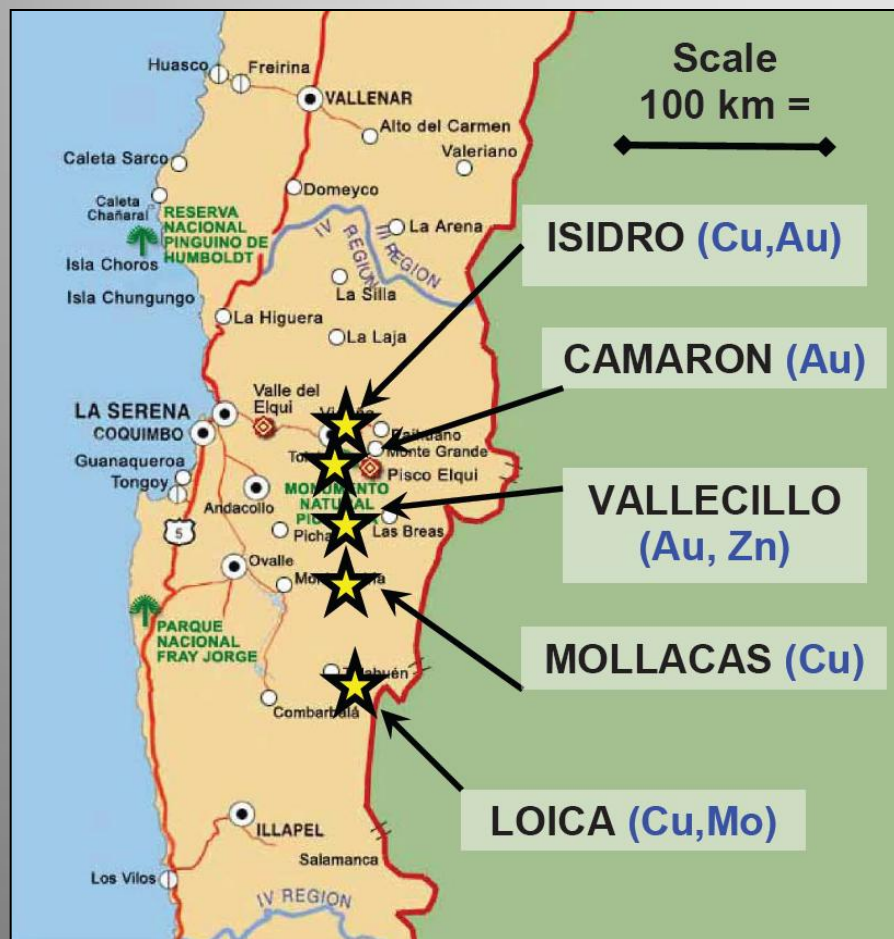 Scale
100 km =
Huasco
Freirina
VALLENAR
Alto del Carmen
Valeriano
Caleta Sarco
Caleta
Chañaral
Domeyco
RESERVA
NACIONAL
PINGUINO DE
HUMBOLDT
IV
REGION
III REGION
La Arena
Isla Choros
Isla Chungungo
La Silla
La Higuera
La Laja
ISIDRO (Cu,Au)
CAMARON (Au)
Valle del
Elqui
LA SERENA
COQUIMBO
Monte Grande
Guanaqueroa
Tongoy
Pisco Elqui
Andacollo
MONUMENTO
NATURAL
Las Breas
VALLECILLO
(Au, Zn)
5
Ovalle
PARQUE
NACIONAL
FRAY JORGE
MOLLACAS (Cu)
Combarbalá
LOICA (Cu,Mo)
ILLAPEL
Salamanca
Los Vilos
IV REGION